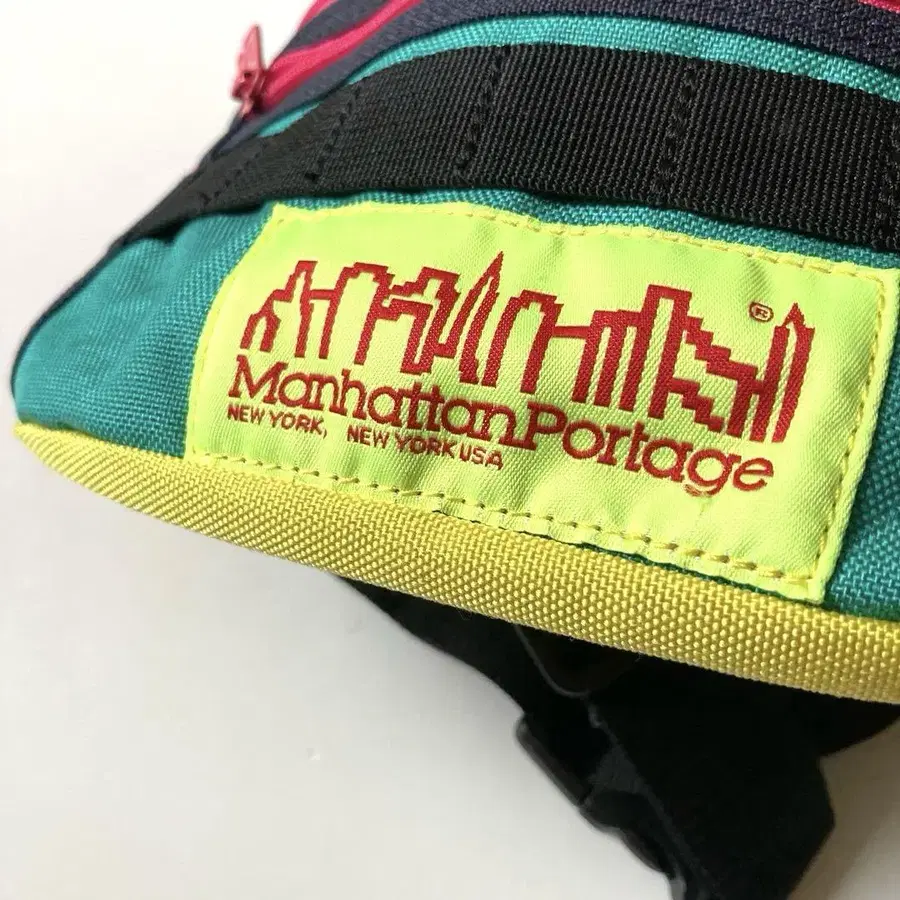 ®
ManhattanPortage
NEW YORK, NEW YORK USA